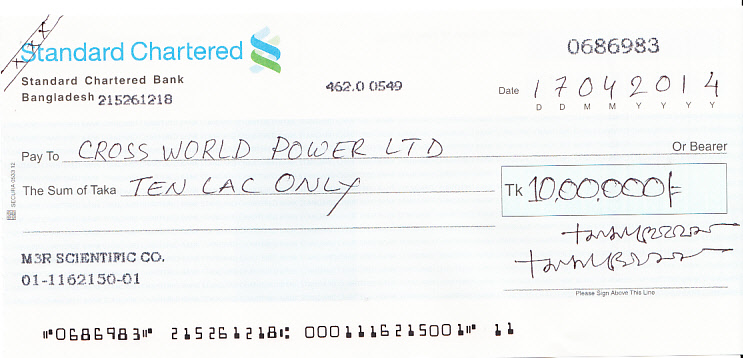 Standard Chartered
0686983
Standard Chartered Bank
Bangladesh 215261218
462.0 0549
Date 17042014
D D M M Y Y Y Y
Pay To CROSS WORLD POWER LTD Or Bearer
The Sum of Taka TEN LAC ONLY
Tk 10,00,000/-
M3R SCIENTIFIC CO.
01-1162150-01
Please Sign Above This Line
⑈0686983⑈ 215261218⑆ 0001116215001⑈ 11